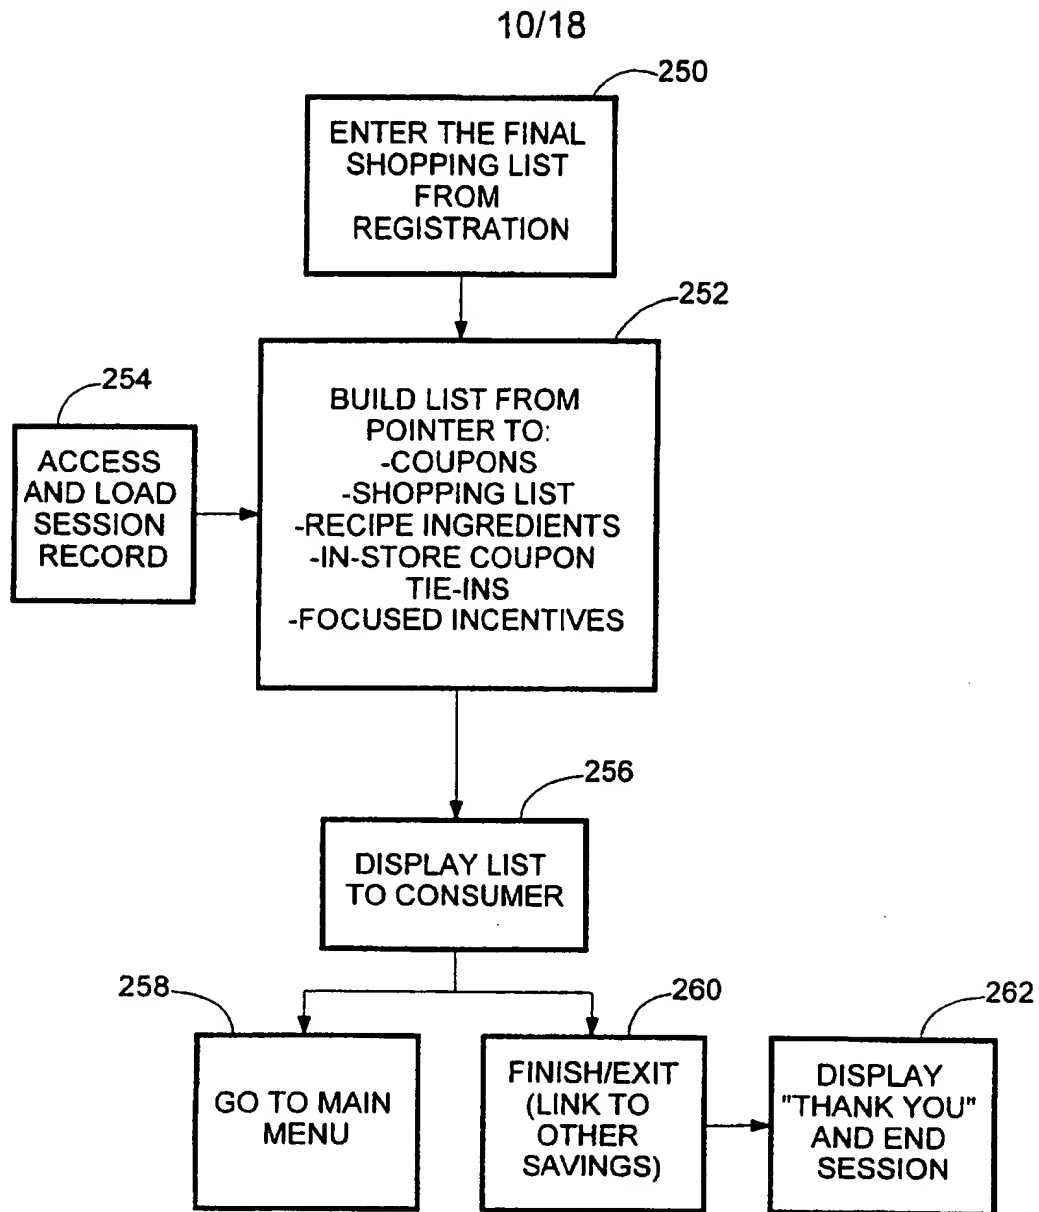 10/18
250
ENTER THE FINAL
SHOPPING LIST
FROM
REGISTRATION
252
BUILD LIST FROM
POINTER TO:
-COUPONS
-SHOPPING LIST
-RECIPE INGREDIENTS
-IN-STORE COUPON
TIE-INS
-FOCUSED INCENTIVES
254
ACCESS
AND LOAD
SESSION
RECORD
256
DISPLAY LIST
TO CONSUMER
258
GO TO MAIN
MENU
260
FINISH/EXIT
(LINK TO
OTHER
SAVINGS)
262
DISPLAY
"THANK YOU"
AND END
SESSION